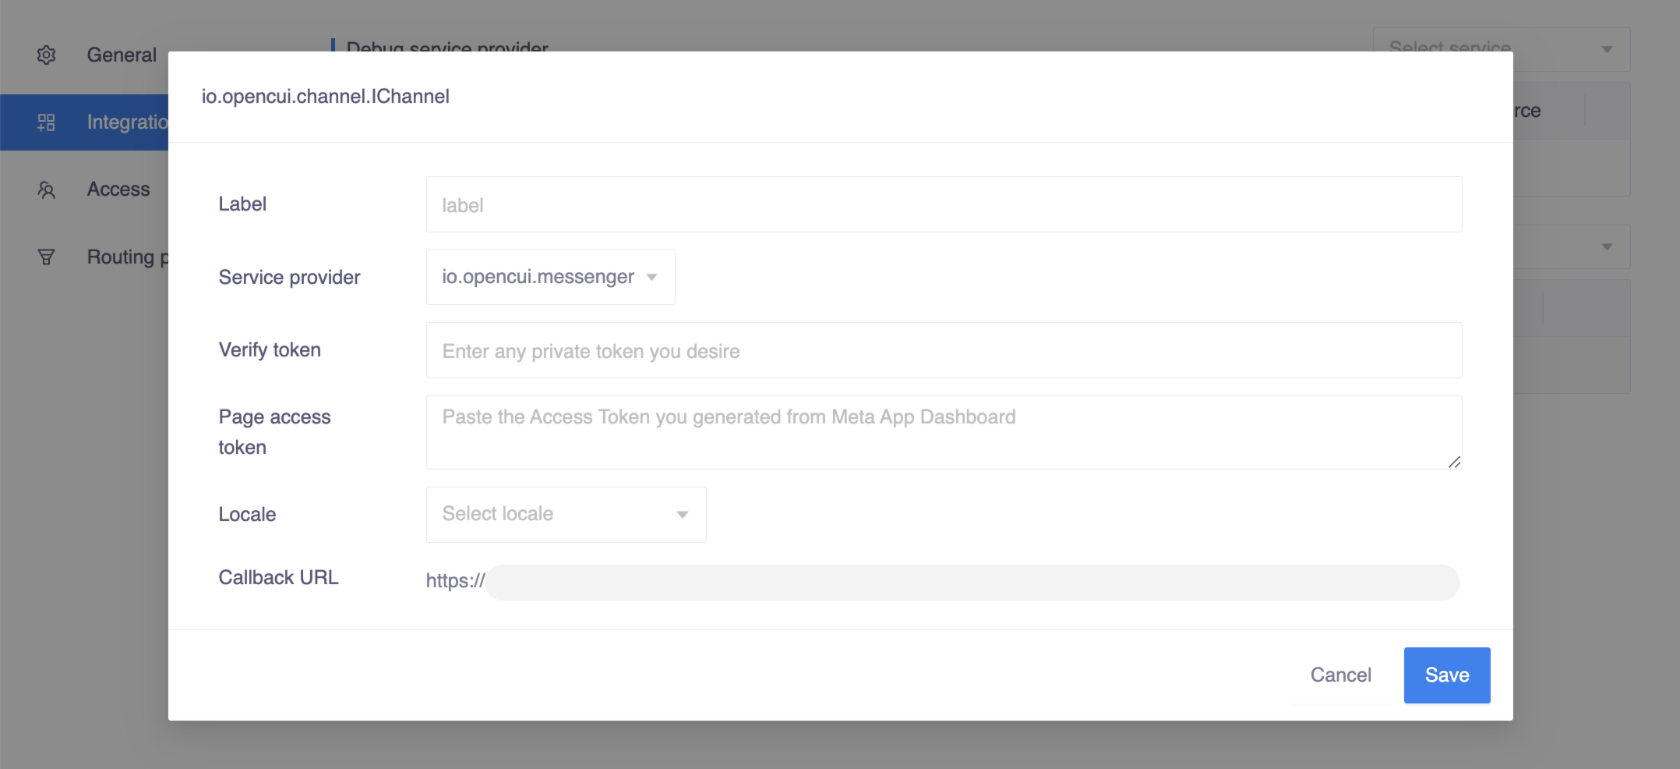 General
Debug service provider
Select service
io.opencui.channel.IChannel
rce
Integratio
Access
Routing p
Label
label
Service provider
io.opencui.messenger
Verify token
Enter any private token you desire
Page access
token
Paste the Access Token you generated from Meta App Dashboard
Locale
Select locale
Callback URL
https://
Cancel
Save